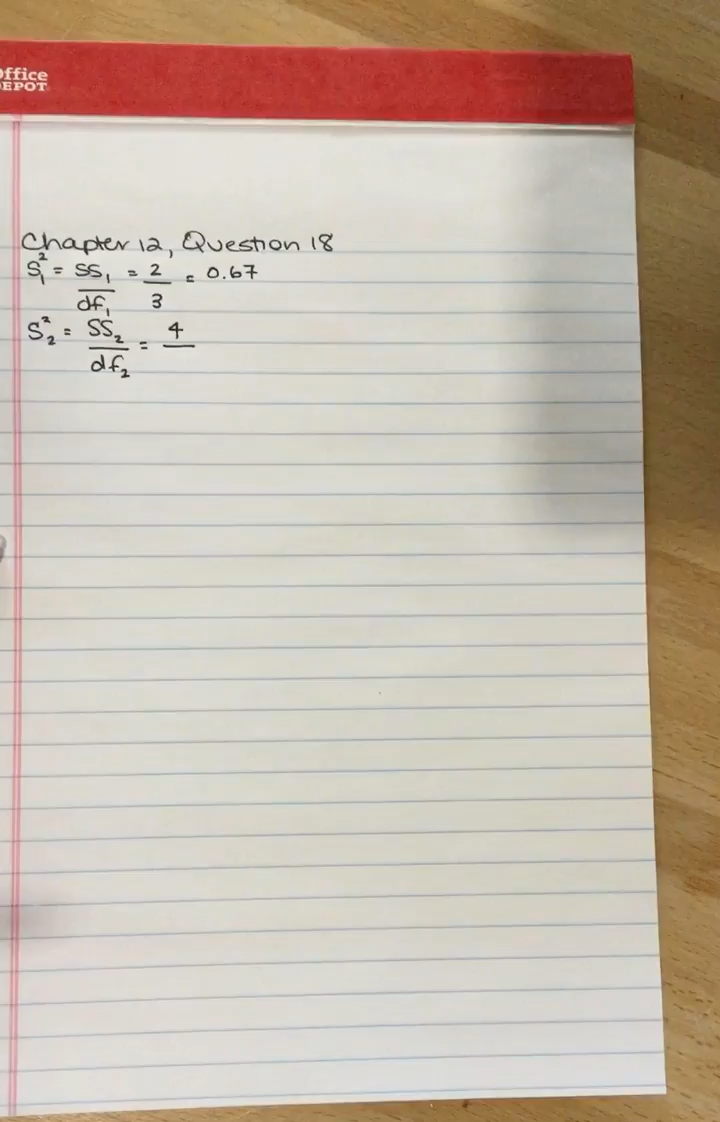 Office
DEPOT
Chapter 12, Question 18
S₁² = SS₁ / df₁ = 2 / 3 = 0.67
S₂² = SS₂ / df₂ = 4 /